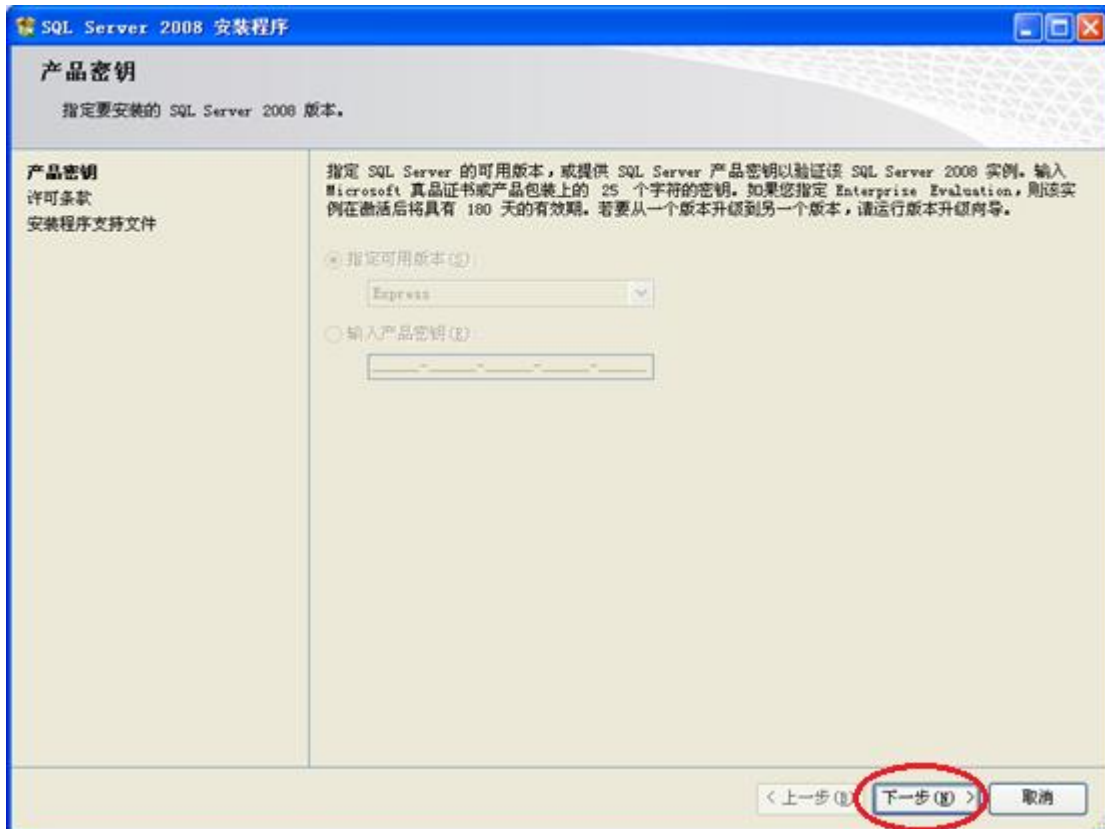 SQL Server 2008 安装程序
产品密钥
指定要安装的 SQL Server 2008 版本。
产品密钥
许可条款
安装程序支持文件
指定 SQL Server 的可用版本，或提供 SQL Server 产品密钥以验证该 SQL Server 2008 实例。输入
Microsoft 真品证书或产品包装上的 25 个字符的密钥。如果您指定 Enterprise Evaluation，则该实
例在激活后将具有 180 天的有效期。若要从一个版本升级到另一个版本，请运行版本升级向导。
指定可用版本(S):
Express
输入产品密钥(E):
_____-_____-_____-_____-_____
< 上一步(B) 下一步(N) > 取消